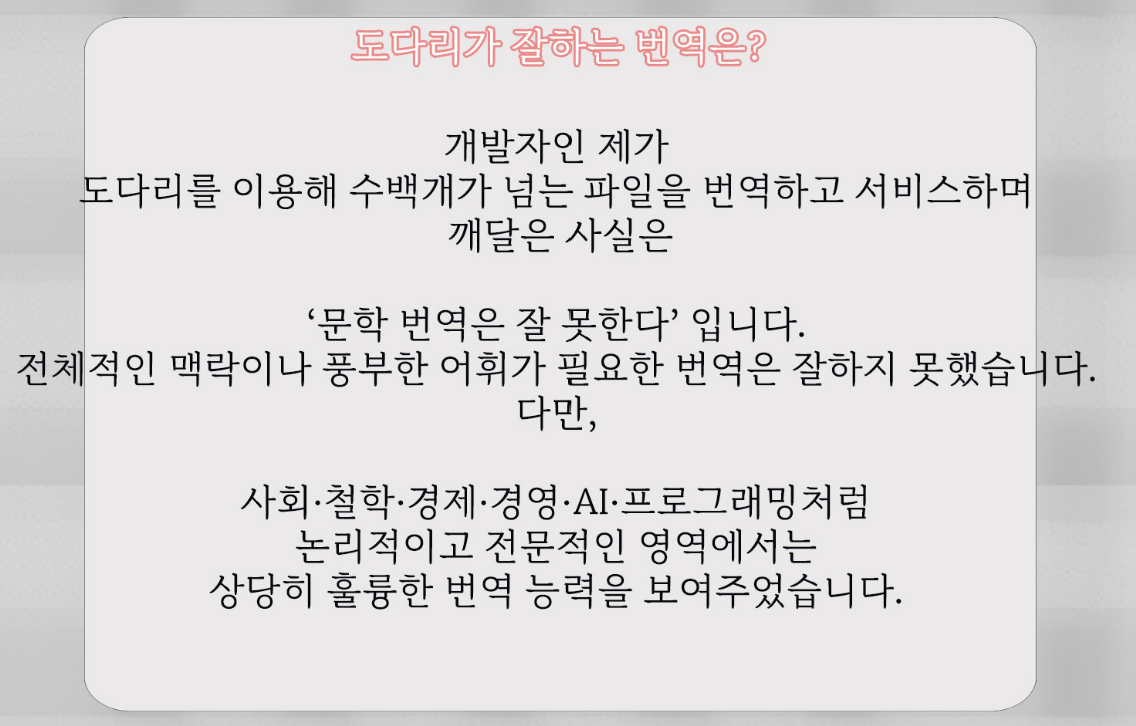 도다리가 잘하는 번역은?
개발자인 제가
도다리를 이용해 수백개가 넘는 파일을 번역하고 서비스하며
깨달은 사실은
‘문학 번역은 잘 못한다’ 입니다.
전체적인 맥락이나 풍부한 어휘가 필요한 번역은 잘하지 못했습니다.
다만,
사회·철학·경제·경영·AI·프로그래밍처럼
논리적이고 전문적인 영역에서는
상당히 훌륭한 번역 능력을 보여주었습니다.